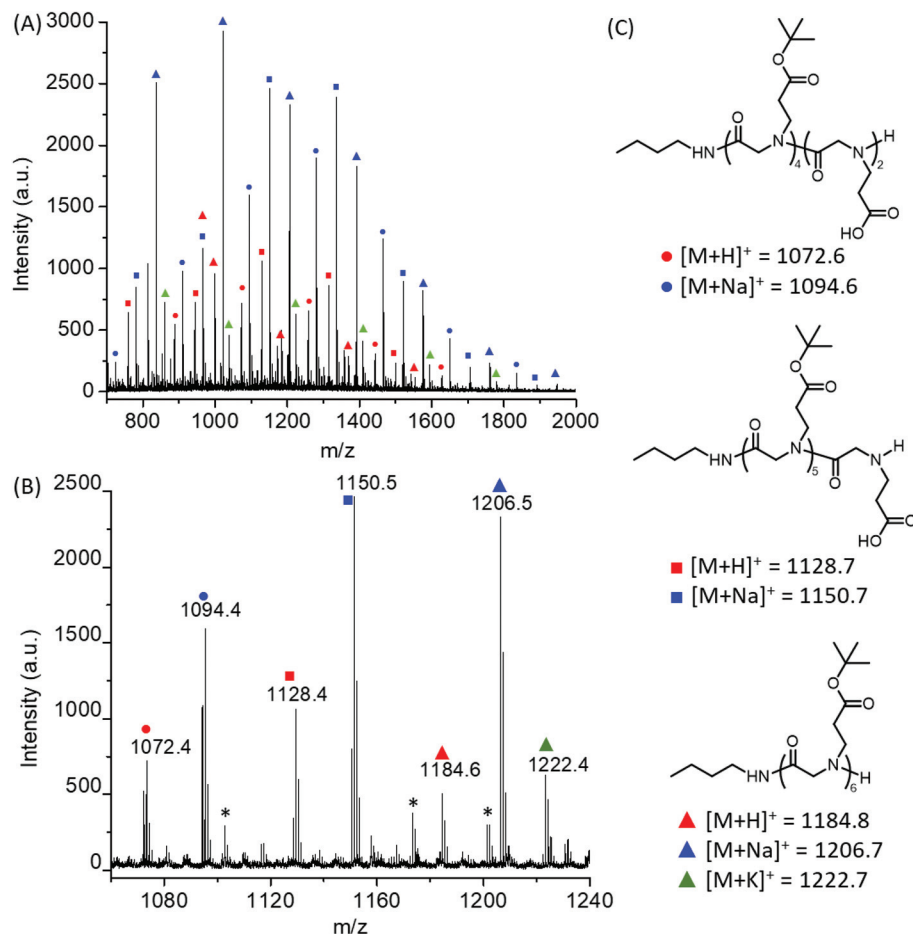 (A)
Intensity (a.u.)
3000
2500
2000
1500
1000
500
0
800 1000 1200 1400 1600 1800 2000
m/z
(B)
Intensity (a.u.)
2500
2000
1500
1000
500
0
1150.5
1206.5
1094.4
1128.4
1072.4
1184.6
1222.4
* * *
1080 1120 1160 1200 1240
m/z
(C)
O
O
O
N
O
H
NH
4
N
O
2
HO
O
[M+H]+ = 1072.6
[M+Na]+ = 1094.6
O
O
O
N
H
NH
5
N
O
HO
O
[M+H]+ = 1128.7
[M+Na]+ = 1150.7
O
O
O
N
NH
6
H
[M+H]+ = 1184.8
[M+Na]+ = 1206.7
[M+K]+ = 1222.7